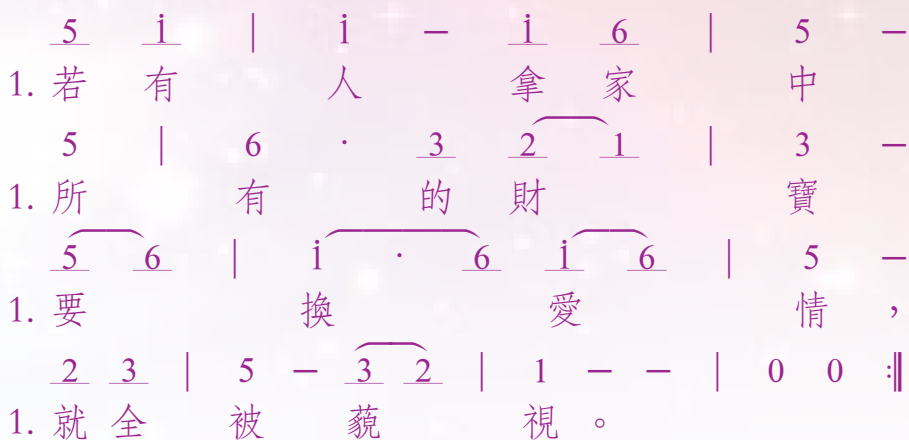 5 i̇ | i̇ – i̇ 6 | 5 –
1. 若有 人 拿家 中
5 | 6 · 3 2 1 | 3 –
1. 所 有 的財 寶
5 6 | i̇ · 6 i̇ 6 | 5 –
1. 要 換 愛 情，
2 3 | 5 – 3 2 | 1 – – | 0 0 :‖
1. 就全 被 藐 視。